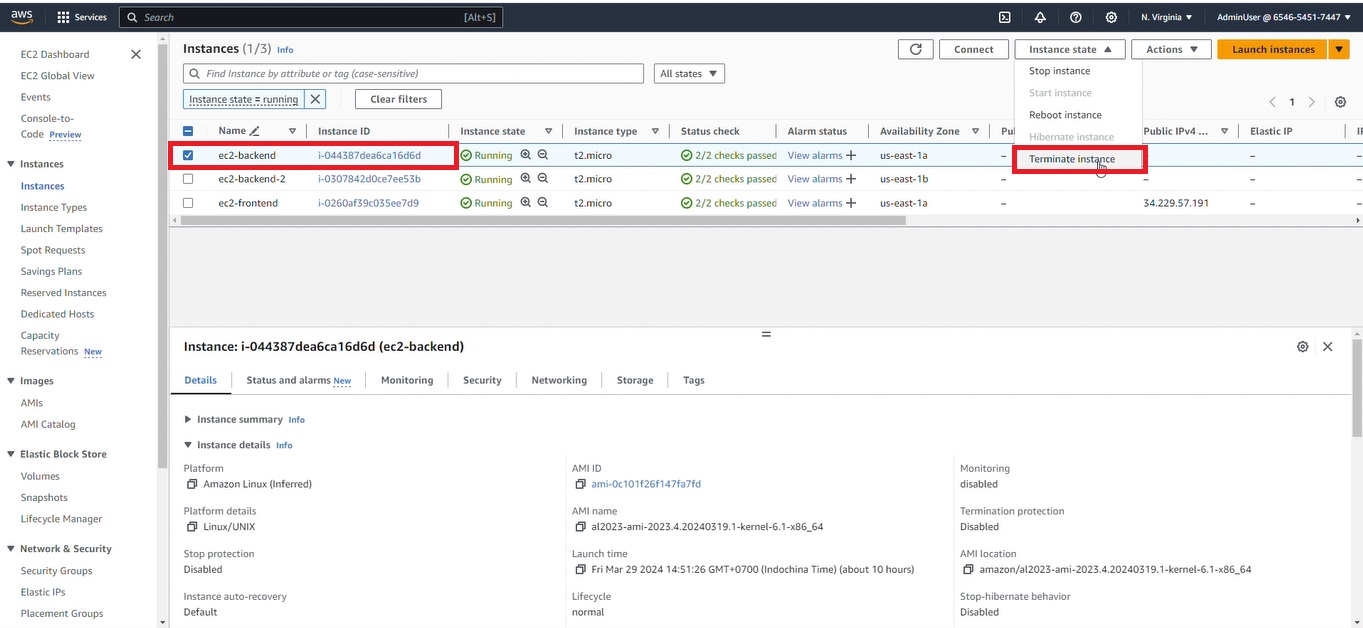 aws
Services
Search
[Alt+S]
N. Virginia
AdminUser @ 6546-5451-7447
EC2 Dashboard
EC2 Global View
Events
Console-to-
Code Preview
Instances
Instances
Instance Types
Launch Templates
Spot Requests
Savings Plans
Reserved Instances
Dedicated Hosts
Capacity
Reservations New
Images
AMIs
AMI Catalog
Elastic Block Store
Volumes
Snapshots
Lifecycle Manager
Network & Security
Security Groups
Elastic IPs
Placement Groups
Instances (1/3) Info
Connect
Instance state
Actions
Launch instances
Find Instance by attribute or tag (case-sensitive)
All states
Instance state = running
Clear filters
1
Stop instance
Start instance
Reboot instance
Hibernate instance
Terminate instance
Name Instance ID Instance state Instance type Status check Alarm status Availability Zone Pu Public IPv4 ... Elastic IP
ec2-backend i-044387dea6ca16d6d Running t2.micro 2/2 checks passed View alarms + us-east-1a – – –
ec2-backend-2 i-0307842d0ce7ee53b Running t2.micro 2/2 checks passed View alarms + us-east-1b – – – –
ec2-frontend i-0260af39c035ee7d9 Running t2.micro 2/2 checks passed View alarms + us-east-1a – 34.229.57.191 – –
Instance: i-044387dea6ca16d6d (ec2-backend)
Details
Status and alarms New
Monitoring
Security
Networking
Storage
Tags
Instance summary Info
Instance details Info
Platform
Amazon Linux (Inferred)
AMI ID
ami-0c101f26f147fa7fd
Monitoring
disabled
Platform details
Linux/UNIX
AMI name
al2023-ami-2023.4.20240319.1-kernel-6.1-x86_64
Termination protection
Disabled
Stop protection
Disabled
Launch time
Fri Mar 29 2024 14:51:26 GMT+0700 (Indochina Time) (about 10 hours)
AMI location
amazon/al2023-ami-2023.4.20240319.1-kernel-6.1-x86_64
Instance auto-recovery
Default
Lifecycle
normal
Stop-hibernate behavior
Disabled